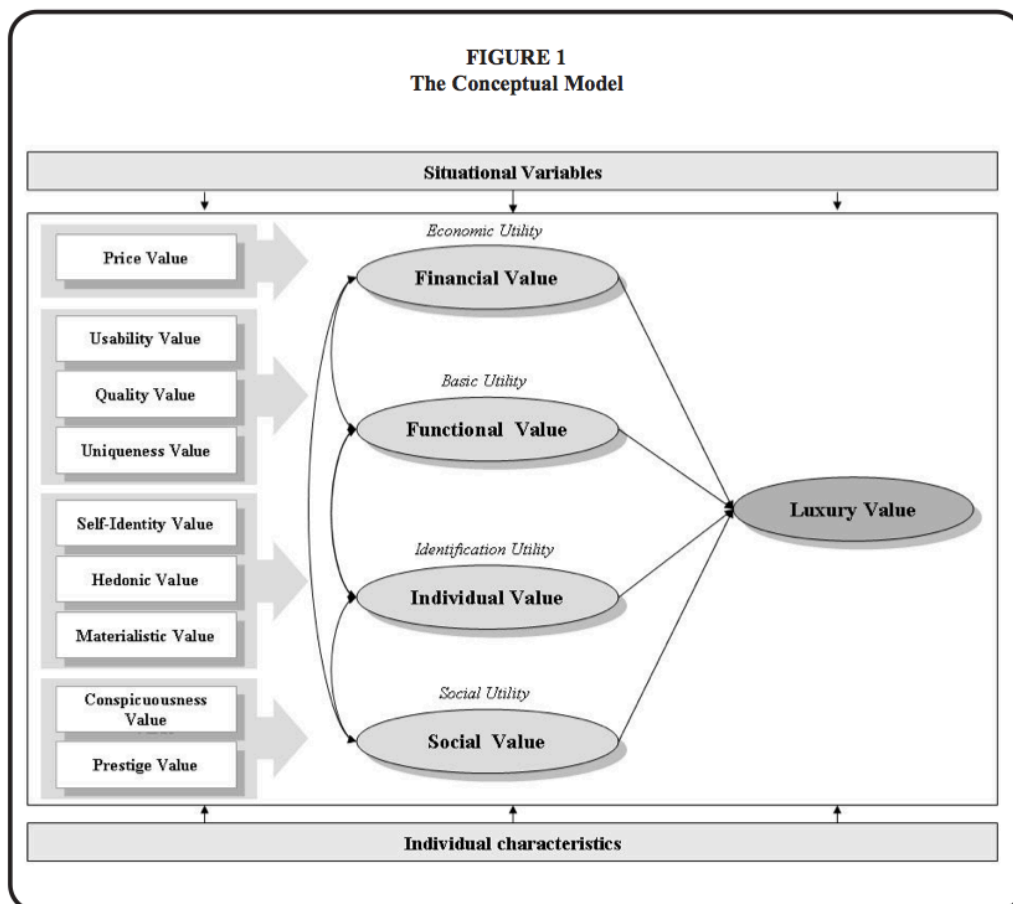 FIGURE 1
The Conceptual Model
Situational Variables
Price Value
Usability Value
Quality Value
Uniqueness Value
Self-Identity Value
Hedonic Value
Materialistic Value
Conspicuousness
Value
Prestige Value
Economic Utility
Financial Value
Basic Utility
Functional Value
Identification Utility
Individual Value
Social Utility
Social Value
Luxury Value
Individual characteristics